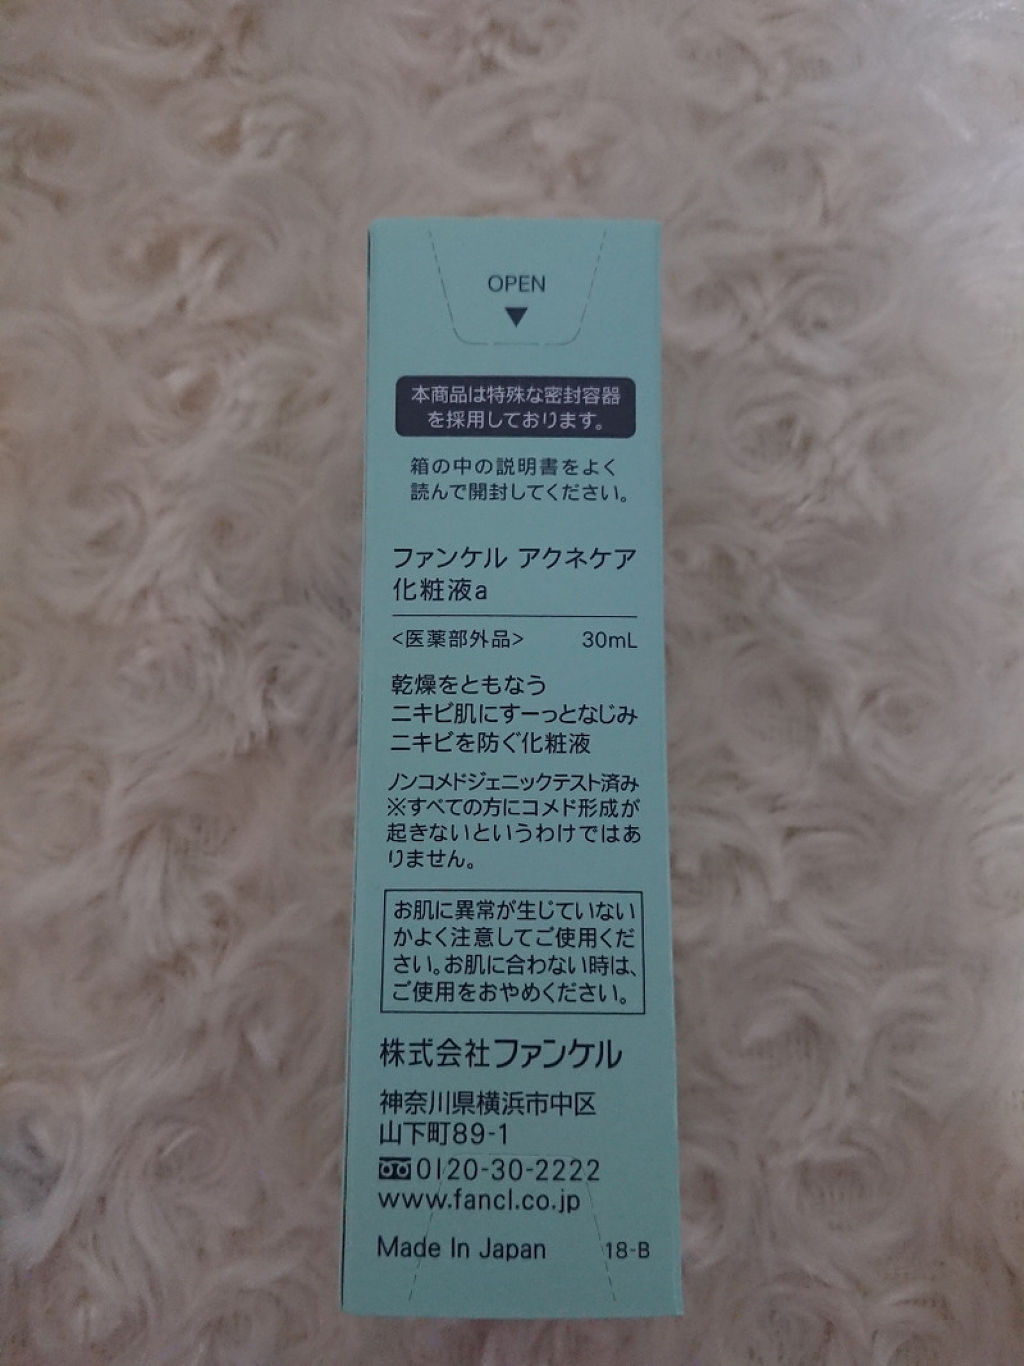 OPEN
▼
本商品は特殊な密封容器
を採用しております。
箱の中の説明書をよく
読んで開封してください。
ファンケル アクネケア
化粧液a
<医薬部外品> 30mL
乾燥をともなう
ニキビ肌にすーっとなじみ
ニキビを防ぐ化粧液
ノンコメドジェニックテスト済み
※すべての方にコメド形成が
起きないというわけではあ
りません。
お肌に異常が生じていない
かよく注意してご使用くだ
さい。お肌に合わない時は、
ご使用をおやめください。
株式会社ファンケル
神奈川県横浜市中区
山下町89-1
0120-30-2222
www.fancl.co.jp
Made In Japan 18-B